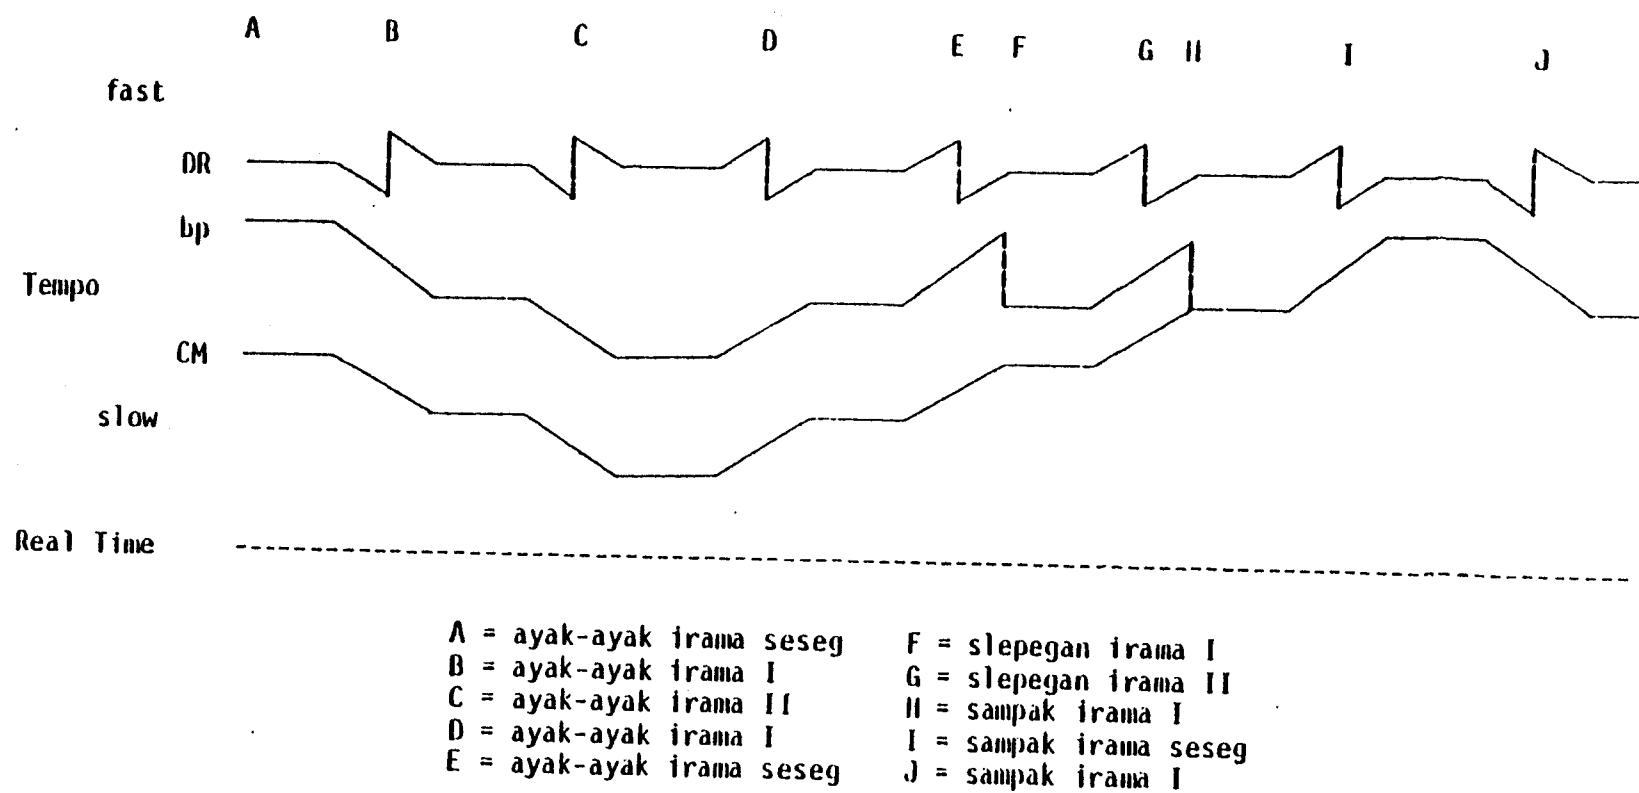 A B C D E F G H I J
fast
DR
bp
Tempo
CM
slow
Real Time
A = ayak-ayak irama seseg
B = ayak-ayak irama I
C = ayak-ayak irama II
D = ayak-ayak irama I
E = ayak-ayak irama seseg
F = slepegan irama I
G = slepegan irama II
H = sampak irama I
I = sampak irama seseg
J = sampak irama I